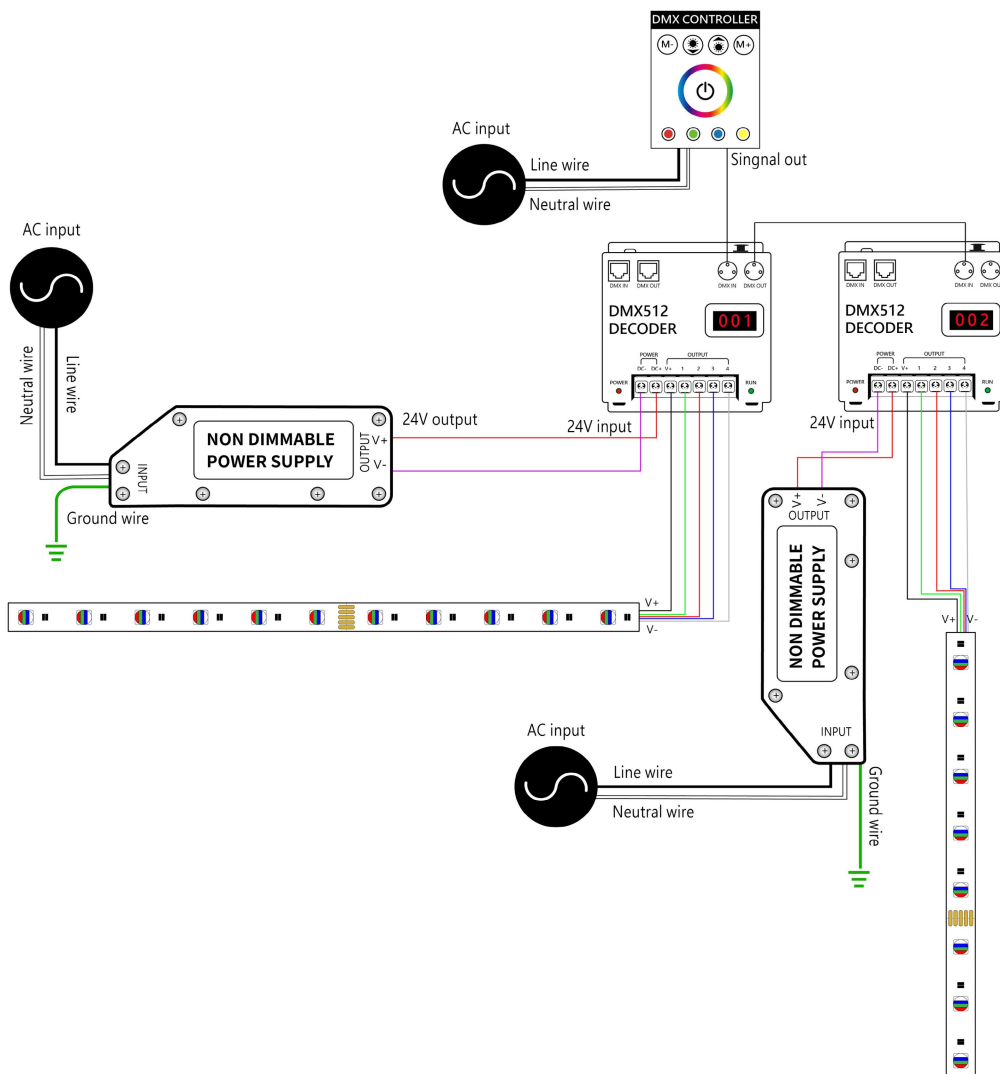 DMX CONTROLLER
M-
M+
AC input
Line wire
Neutral wire
Singnal out
AC input
Neutral wire
Line wire
DMX IN DMX OUT DMX IN DMX OUT
DMX512
DECODER
001
POWER OUTPUT
DC- DC+ V+ 1 2 3 4
POWER RUN
DMX IN DMX OUT DMX IN DMX OU
DMX512
DECODER
002
POWER OUTPUT
DC- DC+ V+ 1 2 3 4
POWER RUN
24V output
24V input
24V input
NON DIMMABLE
POWER SUPPLY
INPUT
OUTPUT
V+
V-
Ground wire
V+
V-
V+ V-
OUTPUT
NON DIMMABLE
POWER SUPPLY
INPUT
V+ V-
AC input
Line wire
Neutral wire
Ground wire